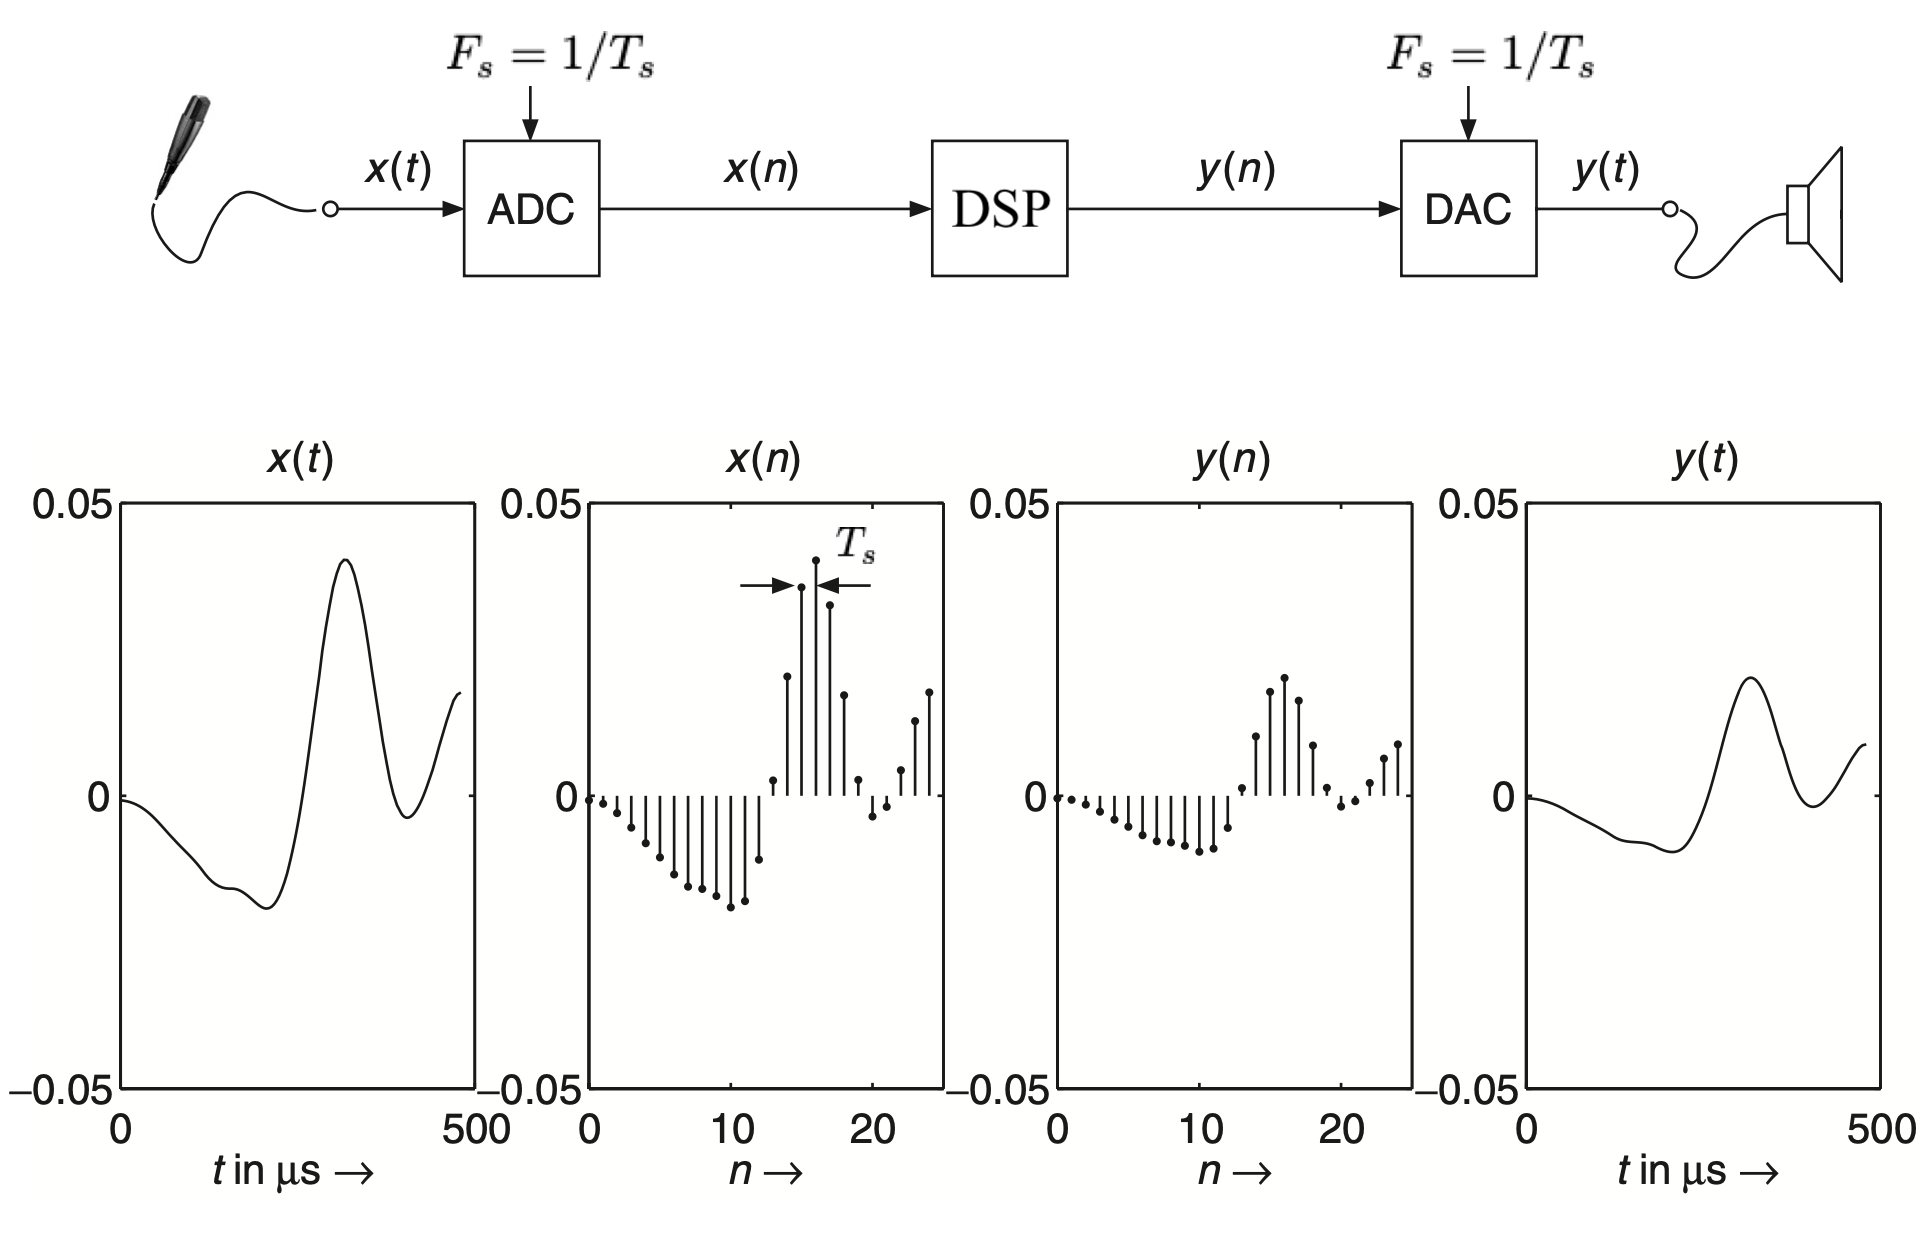 F_s = 1/T_s F_s = 1/T_s
x(t) x(n) y(n) y(t)
ADC DSP DAC
x(t) x(n) y(n) y(t)
0.05 0.05 0.05 0.05
T_s
0 0 0 0
–0.05 –0.05 –0.05 –0.05
0 500 0 10 20 0 10 20 0 500
t in μs → n → n → t in μs →